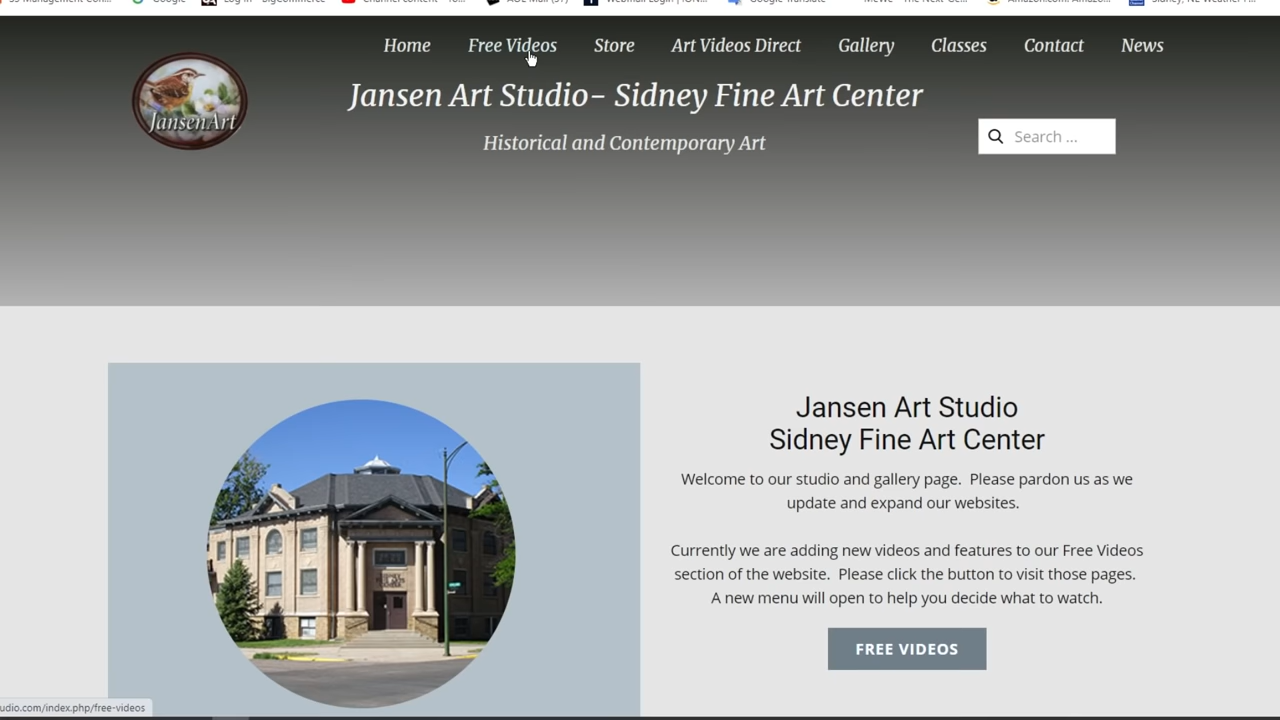 Google
Google Translate
Home Free Videos Store Art Videos Direct Gallery Classes Contact News
Jansen Art Studio– Sidney Fine Art Center
JansenArt
Search ...
Historical and Contemporary Art
Jansen Art Studio
Sidney Fine Art Center
Welcome to our studio and gallery page. Please pardon us as we
update and expand our websites.
Currently we are adding new videos and features to our Free Videos
section of the website. Please click the button to visit those pages.
A new menu will open to help you decide what to watch.
FREE VIDEOS
udio.com/index.php/free-videos